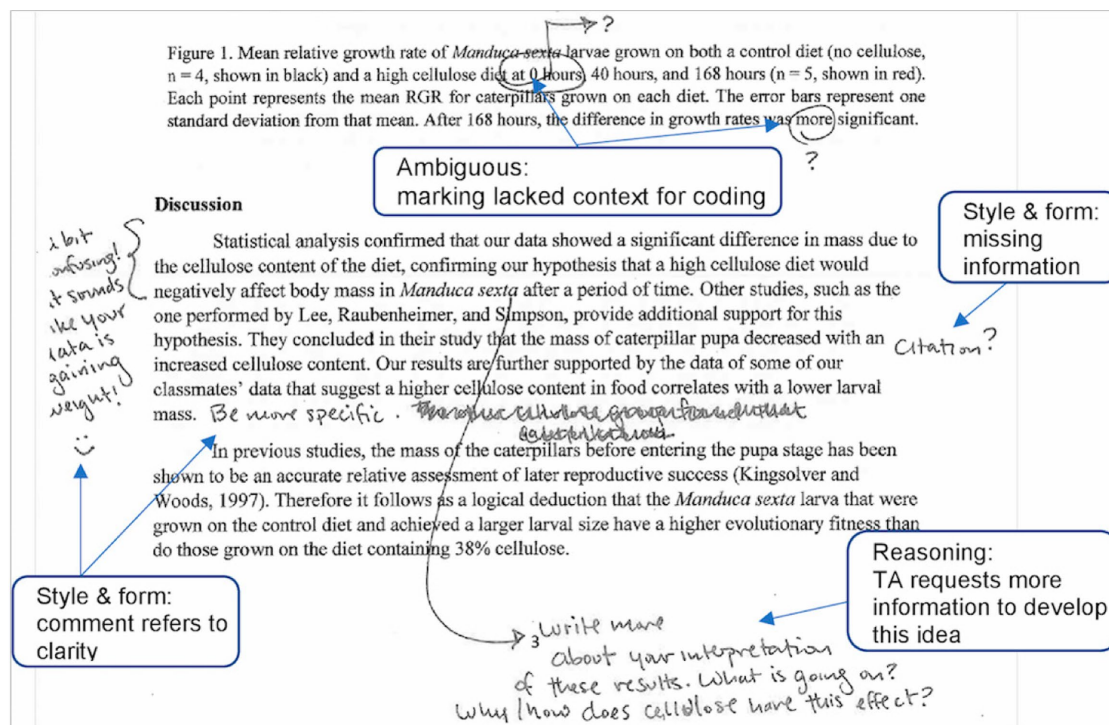 ?
Figure 1. Mean relative growth rate of Manduca sexta larvae grown on both a control diet (no cellulose,
n = 4, shown in black) and a high cellulose diet at 0 hours, 40 hours, and 168 hours (n = 5, shown in red).
Each point represents the mean RGR for caterpillars grown on each diet. The error bars represent one
standard deviation from that mean. After 168 hours, the difference in growth rates was more significant.
?
Ambiguous:
marking lacked context for coding
Discussion
Style & form:
missing
information
a bit
confusing!
it sounds
like your
data is
gaining
weight!
Statistical analysis confirmed that our data showed a significant difference in mass due to
the cellulose content of the diet, confirming our hypothesis that a high cellulose diet would
negatively affect body mass in Manduca sexta after a period of time. Other studies, such as the
one performed by Lee, Raubenheimer, and Simpson, provide additional support for this
hypothesis. They concluded in their study that the mass of caterpillar pupa decreased with an
Citation?
increased cellulose content. Our results are further supported by the data of some of our
classmates' data that suggest a higher cellulose content in food correlates with a lower larval
mass. Be more specific.
In previous studies, the mass of the caterpillars before entering the pupa stage has been
shown to be an accurate relative assessment of later reproductive success (Kingsolver and
Woods, 1997). Therefore it follows as a logical deduction that the Manduca sexta larva that were
grown on the control diet and achieved a larger larval size have a higher evolutionary fitness than
do those grown on the diet containing 38% cellulose.
Style & form:
comment refers to
clarity
Reasoning:
TA requests more
information to develop
this idea
3 Write more
about your interpretation
of these results. What is going on?
Why/how does cellulose have this effect?